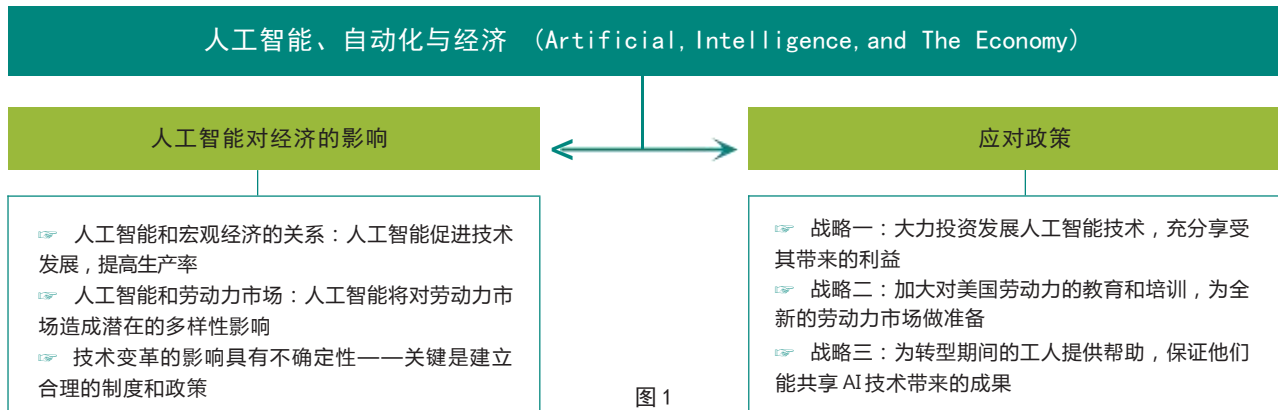 人工智能、自动化与经济 （Artificial,Intelligence,and The Economy）
人工智能对经济的影响
☞ 人工智能和宏观经济的关系：人工智能促进技术
发展，提高生产率
☞ 人工智能和劳动力市场：人工智能将对劳动力市
场造成潜在的多样性影响
☞ 技术变革的影响具有不确定性——关键是建立
合理的制度和政策
应对政策
☞ 战略一：大力投资发展人工智能技术，充分享受
其带来的利益
☞ 战略二：加大对美国劳动力的教育和培训，为全
新的劳动力市场做准备
☞ 战略三：为转型期间的工人提供帮助，保证他们
能共享 AI 技术带来的成果
图 1